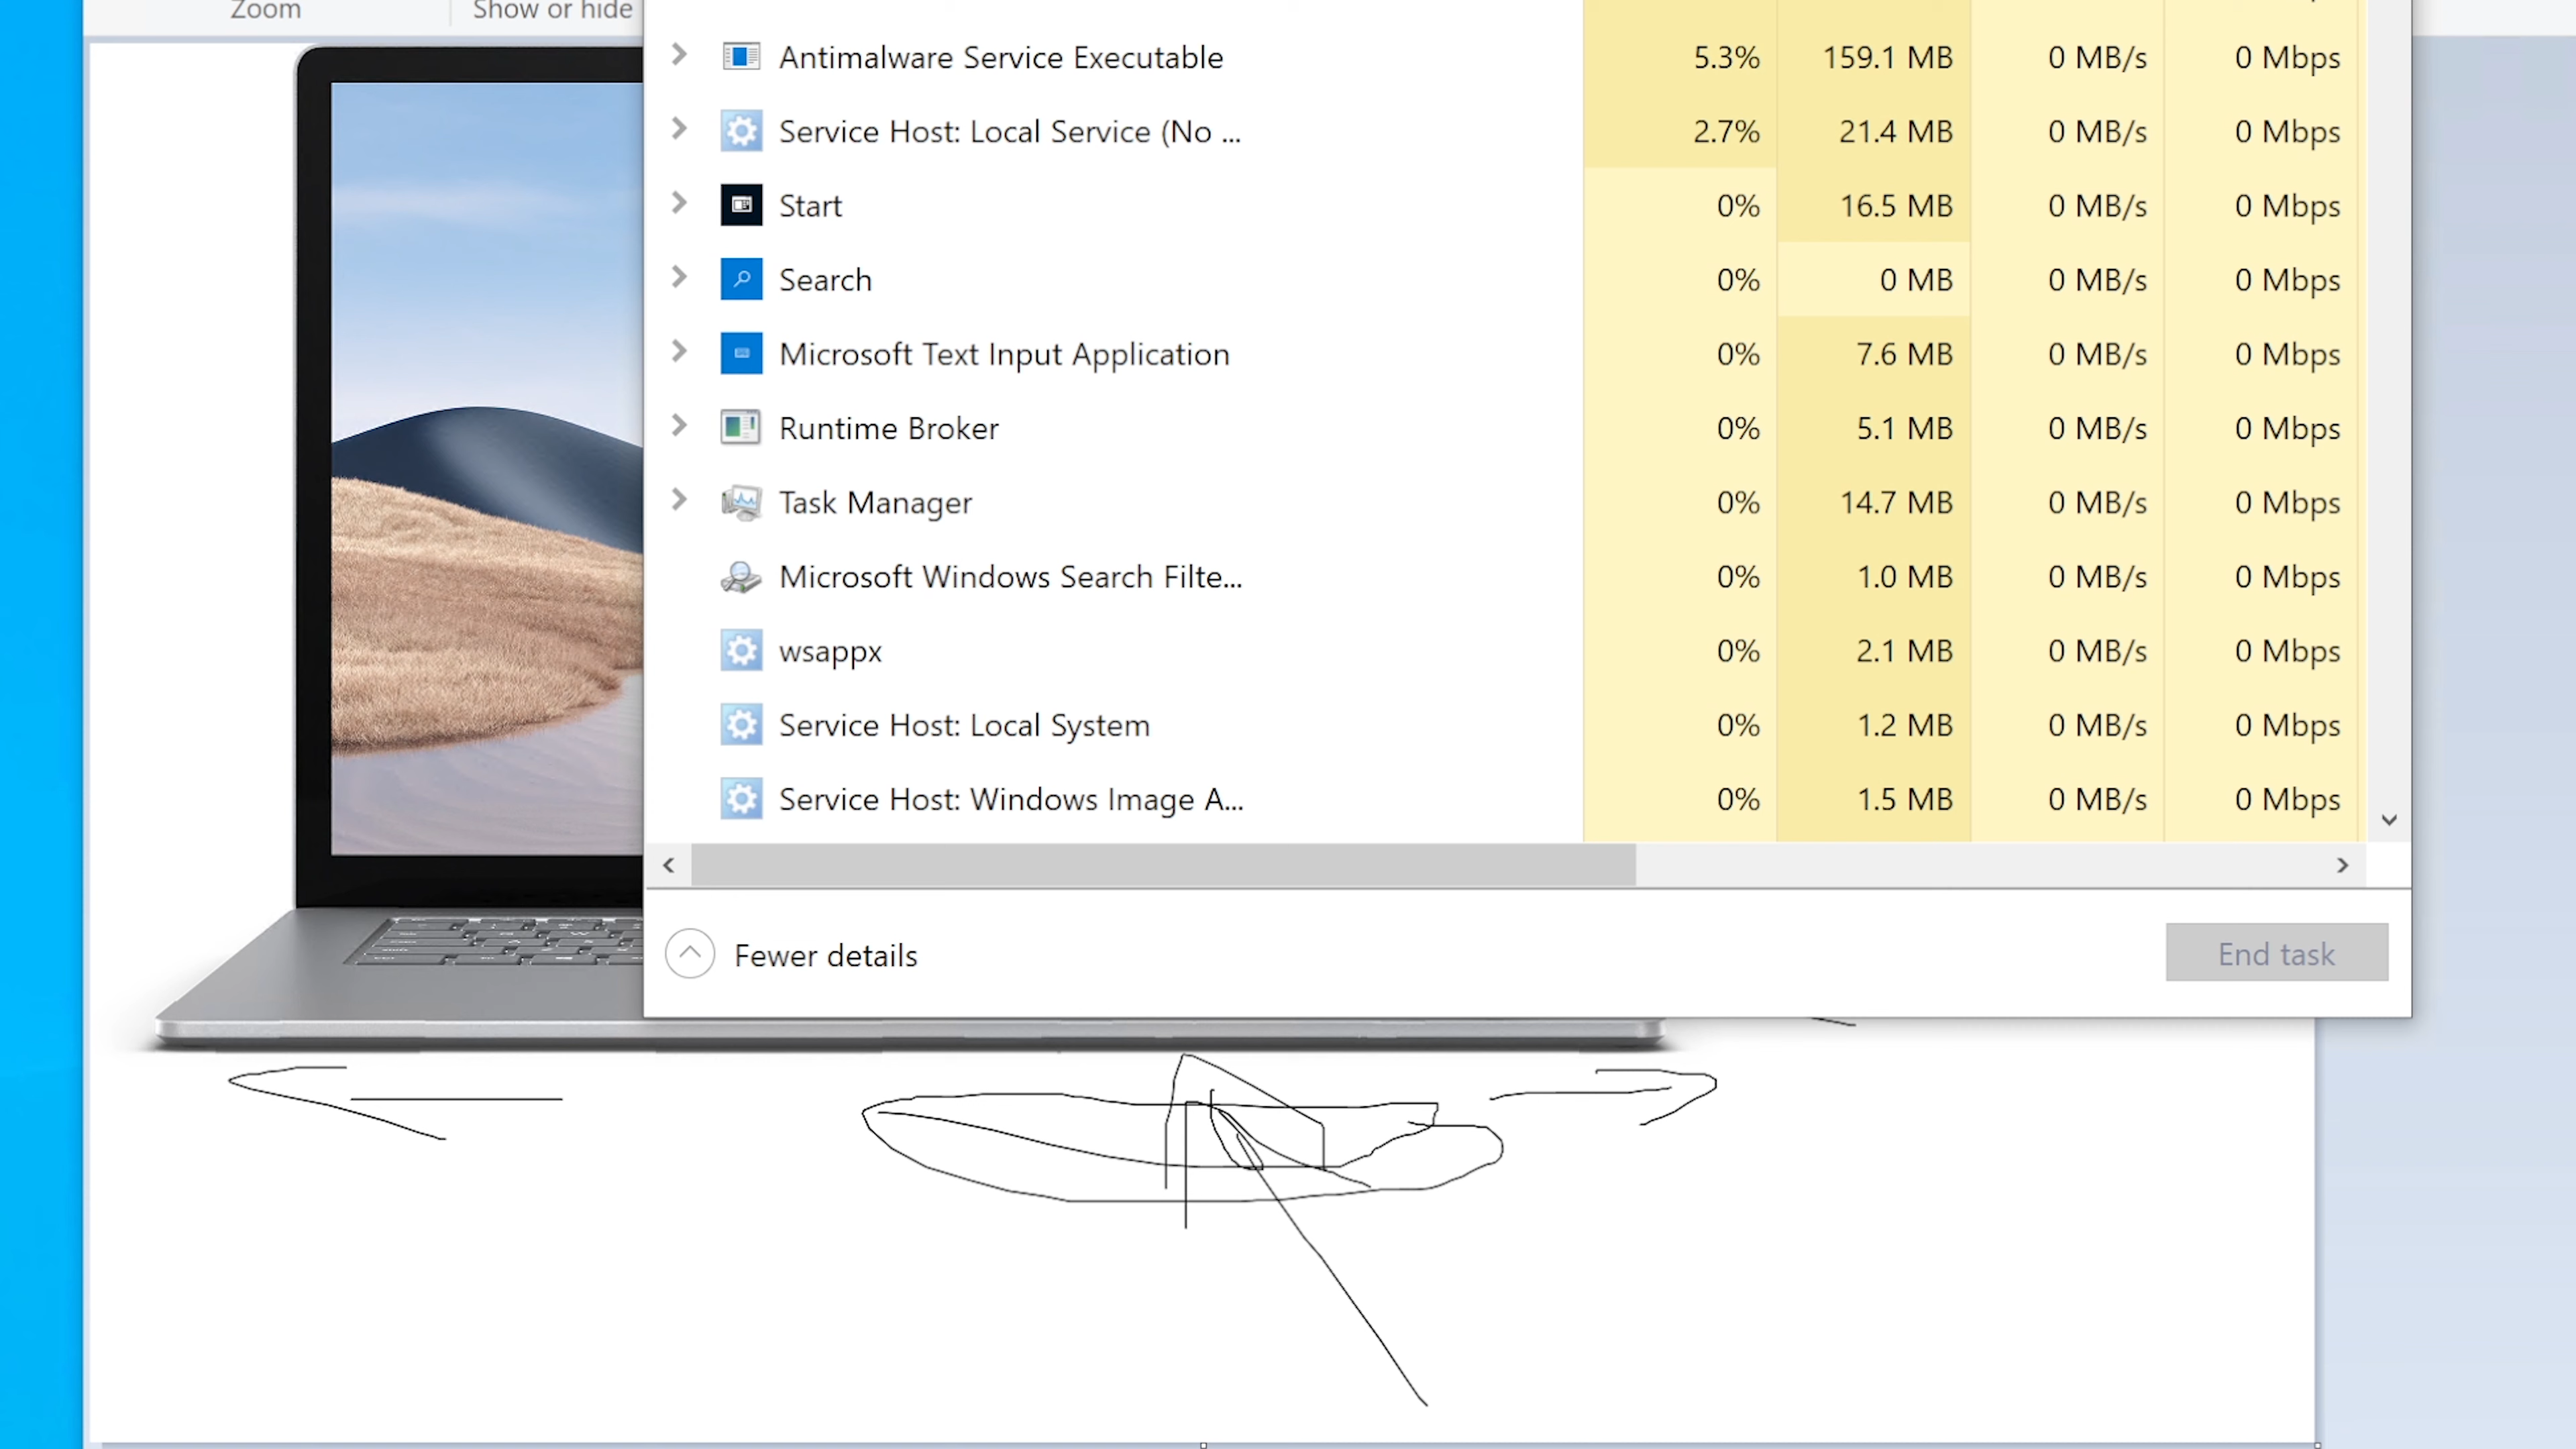 Zoom Show or hide
Antimalware Service Executable 5.3% 159.1 MB 0 MB/s 0 Mbps
Service Host: Local Service (No ... 2.7% 21.4 MB 0 MB/s 0 Mbps
Start 0% 16.5 MB 0 MB/s 0 Mbps
Search 0% 0 MB 0 MB/s 0 Mbps
Microsoft Text Input Application 0% 7.6 MB 0 MB/s 0 Mbps
Runtime Broker 0% 5.1 MB 0 MB/s 0 Mbps
Task Manager 0% 14.7 MB 0 MB/s 0 Mbps
Microsoft Windows Search Filte... 0% 1.0 MB 0 MB/s 0 Mbps
wsappx 0% 2.1 MB 0 MB/s 0 Mbps
Service Host: Local System 0% 1.2 MB 0 MB/s 0 Mbps
Service Host: Windows Image A... 0% 1.5 MB 0 MB/s 0 Mbps
Fewer details End task